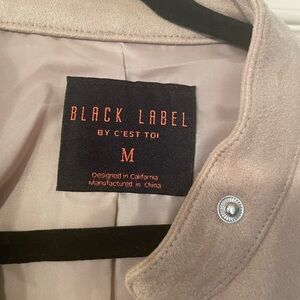 BLACK LABEL
BY C'EST TOI
M
Designed in California
Manufactured in China